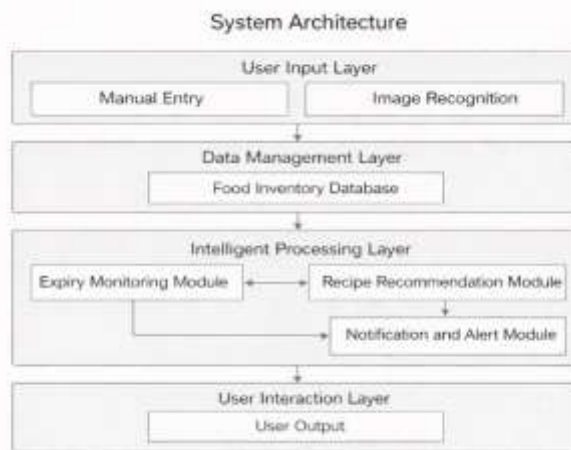 System Architecture
User Input Layer
Manual Entry
Image Recognition
Data Management Layer
Food Inventory Database
Intelligent Processing Layer
Expiry Monitoring Module
Recipe Recommendation Module
Notification and Alert Module
User Interaction Layer
User Output